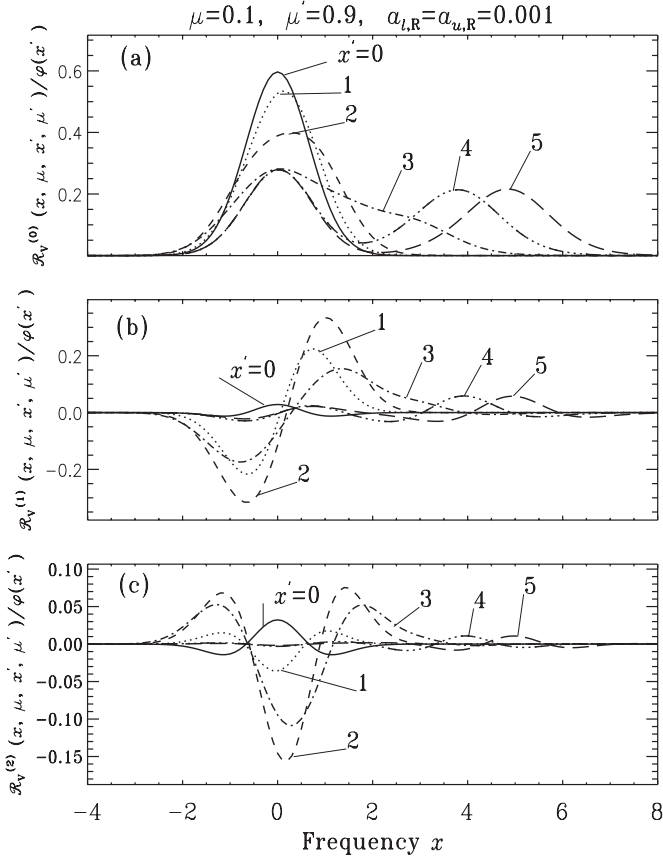 μ=0.1, μ′=0.9, a_{l,R}=a_{u,R}=0.001
(a)
x′=0
1
2
3
4
5
0.6
0.4
0.2
ℛ_V^{(0)} (x, μ, x′, μ′)/φ(x′)
(b)
x′=0
1
2
3
4
5
0.2
0.0
−0.2
ℛ_V^{(1)} (x, μ, x′, μ′)/φ(x′)
(c)
x′=0
1
2
3
4
5
0.10
0.05
0.00
−0.05
−0.10
−0.15
ℛ_V^{(2)} (x, μ, x′, μ′)/φ(x′)
−4 −2 0 2 4 6 8
Frequency x